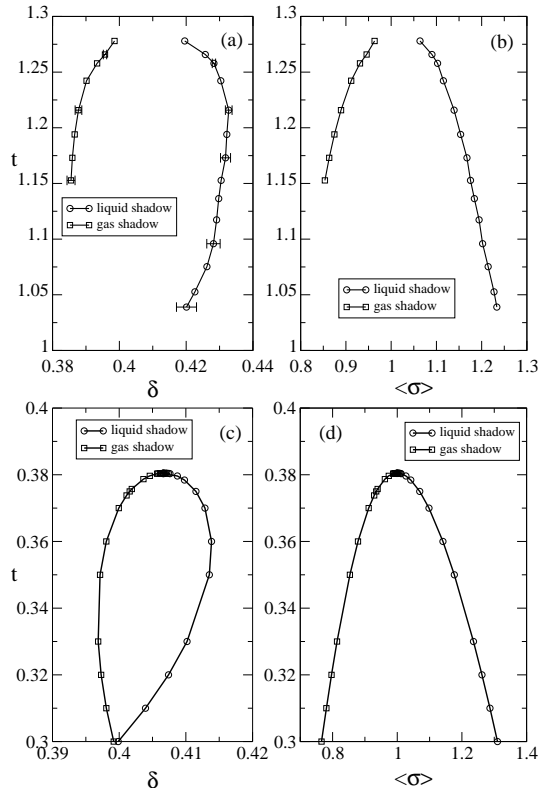 1.3
1.25
1.2
t
1.15
1.1
1.05
1
(a)
liquid shadow
gas shadow
0.38
0.4
0.42
0.44
δ
1.3
1.25
1.2
1.15
1.1
1.05
1
(b)
liquid shadow
gas shadow
0.8
0.9
1
1.1
1.2
1.3
<σ>
0.4
0.38
0.36
t
0.34
0.32
0.3
liquid shadow
gas shadow
(c)
0.39
0.4
0.41
0.42
δ
0.4
0.38
0.36
0.34
0.32
0.3
(d)
liquid shadow
gas shadow
0.8
1
1.2
1.4
<σ>